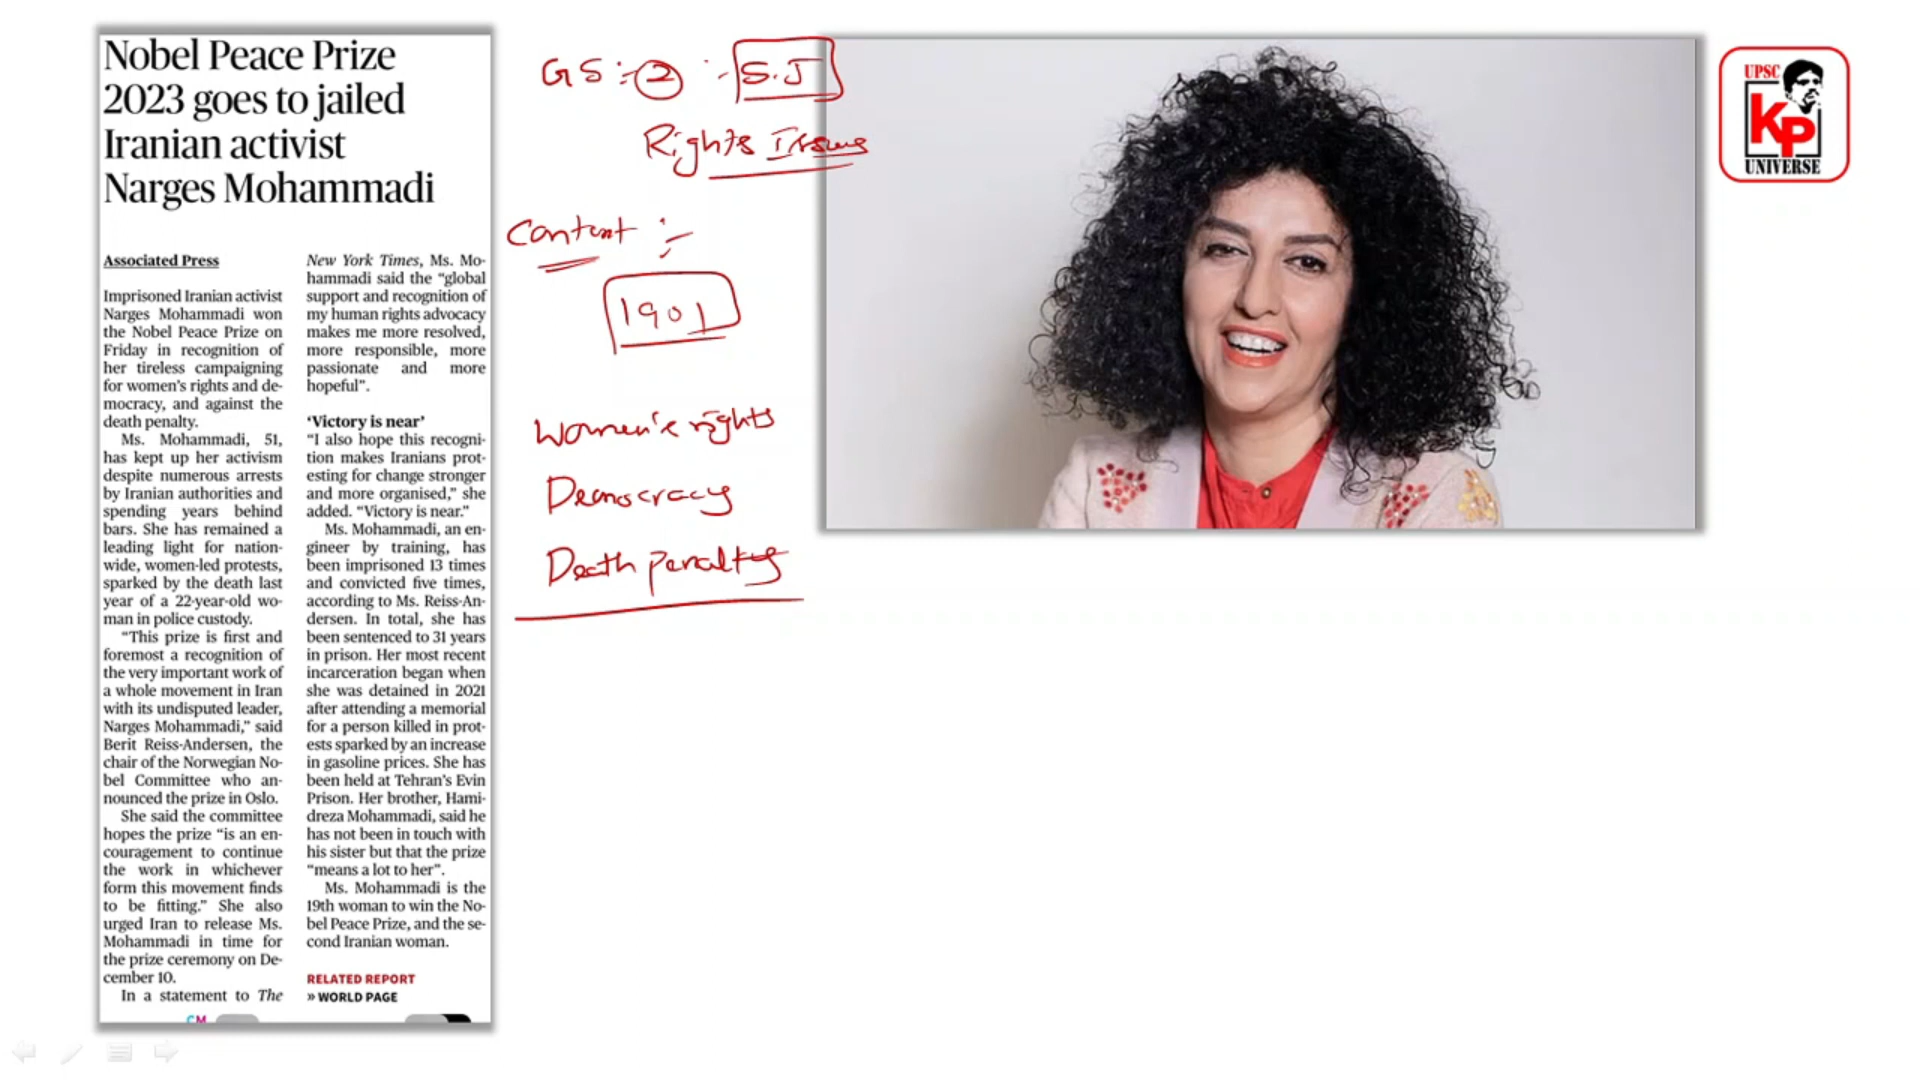 Nobel Peace Prize
2023 goes to jailed
Iranian activist
Narges Mohammadi
Associated Press
Imprisoned Iranian activist
Narges Mohammadi won
the Nobel Peace Prize on
Friday in recognition of
her tireless campaigning
for women's rights and de-
mocracy, and against the
death penalty.
Ms. Mohammadi, 51,
has kept up her activism
despite numerous arrests
by Iranian authorities and
spending years behind
bars. She has remained a
leading light for nation-
wide, women-led protests,
sparked by the death last
year of a 22-year-old wo-
man in police custody.
“This prize is first and
foremost a recognition of
the very important work of
a whole movement in Iran
with its undisputed leader,
Narges Mohammadi,” said
Berit Reiss-Andersen, the
chair of the Norwegian No-
bel Committee who an-
nounced the prize in Oslo.
She said the committee
hopes the prize “is an en-
couragement to continue
the work in whichever
form this movement finds
to be fitting.” She also
urged Iran to release Ms.
Mohammadi in time for
the prize ceremony on De-
cember 10.
In a statement to The
New York Times, Ms. Mo-
hammadi said the “global
support and recognition of
my human rights advocacy
makes me more resolved,
more responsible, more
passionate and more
hopeful”.
‘Victory is near’
“I also hope this recogni-
tion makes Iranians prot-
esting for change stronger
and more organised,” she
added. “Victory is near.”
Ms. Mohammadi, an en-
gineer by training, has
been imprisoned 13 times
and convicted five times,
according to Ms. Reiss-An-
dersen. In total, she has
been sentenced to 31 years
in prison. Her most recent
incarceration began when
she was detained in 2021
after attending a memorial
for a person killed in prot-
ests sparked by an increase
in gasoline prices. She has
been held at Tehran's Evin
Prison. Her brother, Hami-
dreza Mohammadi, said he
has not been in touch with
his sister but that the prize
“means a lot to her”.
Ms. Mohammadi is the
19th woman to win the No-
bel Peace Prize, and the se-
cond Iranian woman.
RELATED REPORT
» WORLD PAGE
CM
GS :- 2 :- S.J
Rights Issues
Context :-
1901
Women's rights
Democracy
Death penalty
UPSC
KP
UNIVERSE